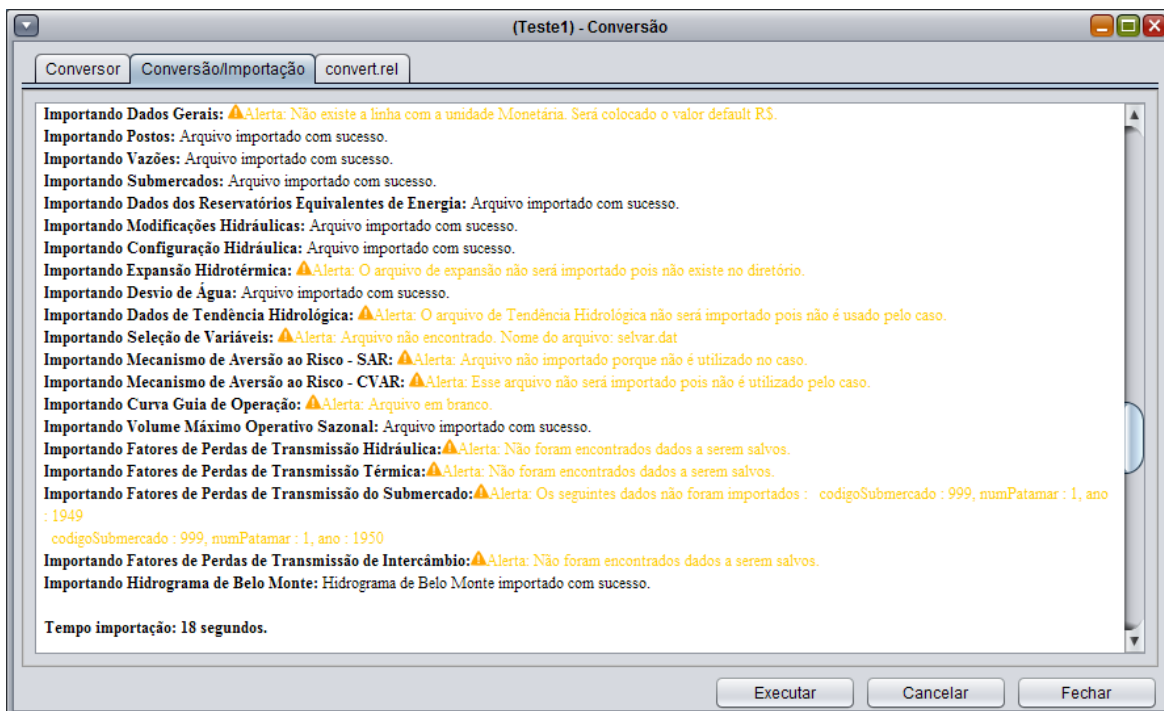 (Teste1) - Conversão
Conversor Conversão/Importação convert.rel
Importando Dados Gerais: Alerta: Não existe a linha com a unidade Monetária. Será colocado o valor default R$.
Importando Postos: Arquivo importado com sucesso.
Importando Vazões: Arquivo importado com sucesso.
Importando Submercados: Arquivo importado com sucesso.
Importando Dados dos Reservatórios Equivalentes de Energia: Arquivo importado com sucesso.
Importando Modificações Hidráulicas: Arquivo importado com sucesso.
Importando Configuração Hidráulica: Arquivo importado com sucesso.
Importando Expansão Hidrotérmica: Alerta: O arquivo de expansão não será importado pois não existe no diretório.
Importando Desvio de Água: Arquivo importado com sucesso.
Importando Dados de Tendência Hidrológica: Alerta: O arquivo de Tendência Hidrológica não será importado pois não é usado pelo caso.
Importando Seleção de Variáveis: Alerta: Arquivo não encontrado. Nome do arquivo: selvar.dat
Importando Mecanismo de Aversão ao Risco - SAR: Alerta: Arquivo não importado porque não é utilizado no caso.
Importando Mecanismo de Aversão ao Risco - CVAR: Alerta: Esse arquivo não será importado pois não é utilizado pelo caso.
Importando Curva Guia de Operação: Alerta: Arquivo em branco.
Importando Volume Máximo Operativo Sazonal: Arquivo importado com sucesso.
Importando Fatores de Perdas de Transmissão Hidráulica: Alerta: Não foram encontrados dados a serem salvos.
Importando Fatores de Perdas de Transmissão Térmica: Alerta: Não foram encontrados dados a serem salvos.
Importando Fatores de Perdas de Transmissão do Submercado: Alerta: Os seguintes dados não foram importados : codigoSubmercado : 999, numPatamar : 1, ano
: 1949
codigoSubmercado : 999, numPatamar : 1, ano : 1950
Importando Fatores de Perdas de Transmissão de Intercâmbio: Alerta: Não foram encontrados dados a serem salvos.
Importando Hidrograma de Belo Monte: Hidrograma de Belo Monte importado com sucesso.
Tempo importação: 18 segundos.
Executar Cancelar Fechar